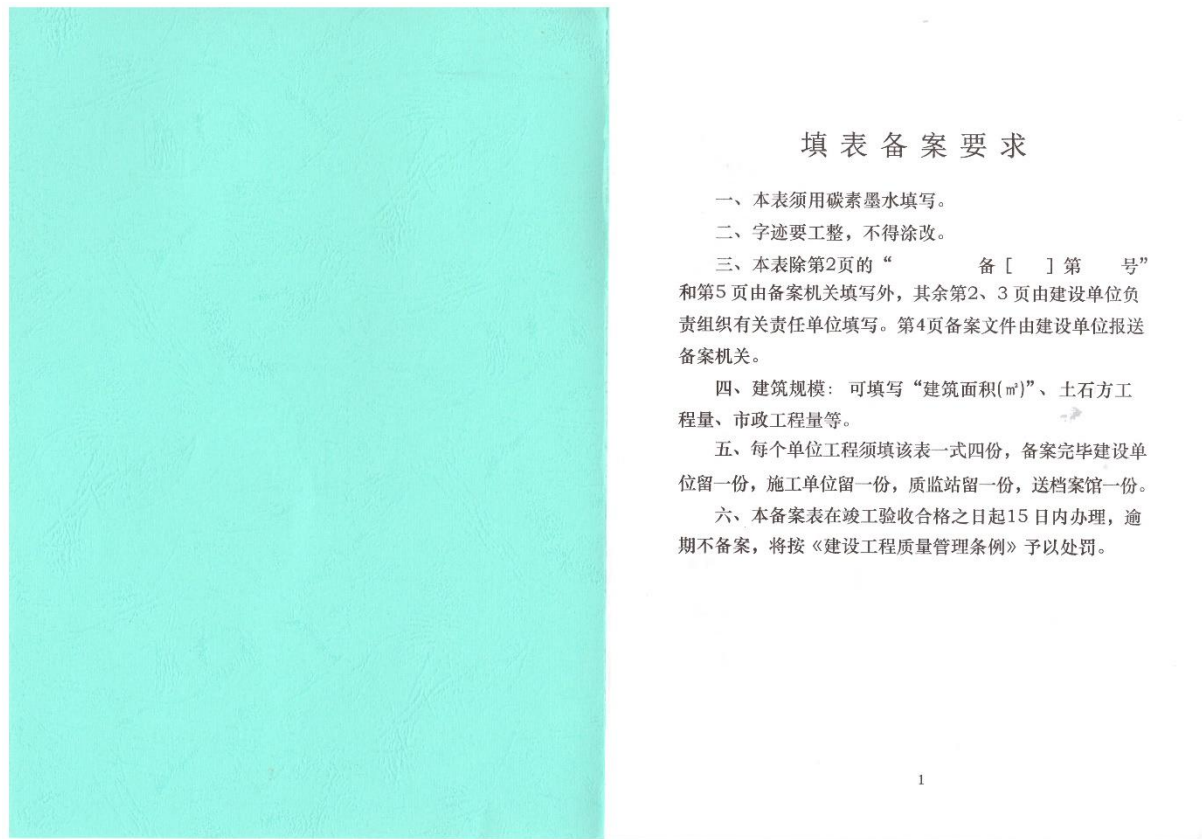 填表备案要求
一、本表须用碳素墨水填写。
二、字迹要工整，不得涂改。
三、本表除第2页的“ 备［ ］第 号”
和第5页由备案机关填写外，其余第2、3页由建设单位负
责组织有关责任单位填写。第4页备案文件由建设单位报送
备案机关。
四、建筑规模： 可填写“建筑面积(㎡)”、土石方工
程量、市政工程量等。
五、每个单位工程须填该表一式四份，备案完毕建设单
位留一份，施工单位留一份，质监站留一份，送档案馆一份。
六、本备案表在竣工验收合格之日起15日内办理，逾
期不备案，将按《建设工程质量管理条例》予以处罚。
1